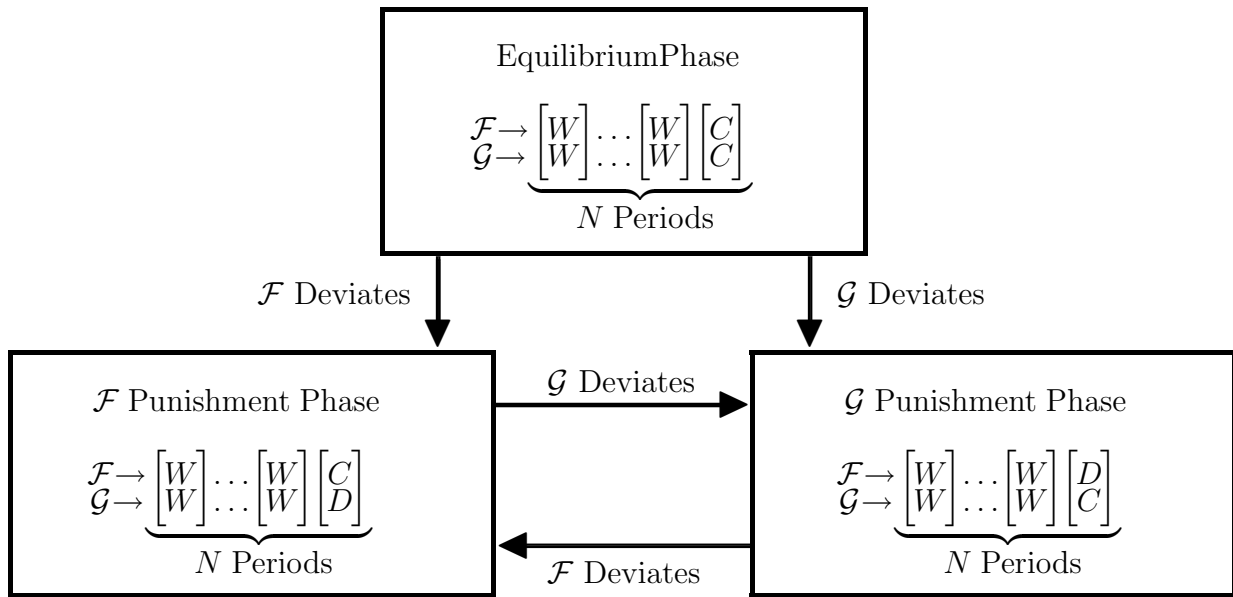 EquilibriumPhase
ℱ→[W]…[W][C]
𝒢→[W]…[W][C]
N Periods
ℱ Deviates
𝒢 Deviates
ℱ Punishment Phase
ℱ→[W]…[W][C]
𝒢→[W]…[W][D]
N Periods
𝒢 Deviates
ℱ Deviates
𝒢 Punishment Phase
ℱ→[W]…[W][D]
𝒢→[W]…[W][C]
N Periods